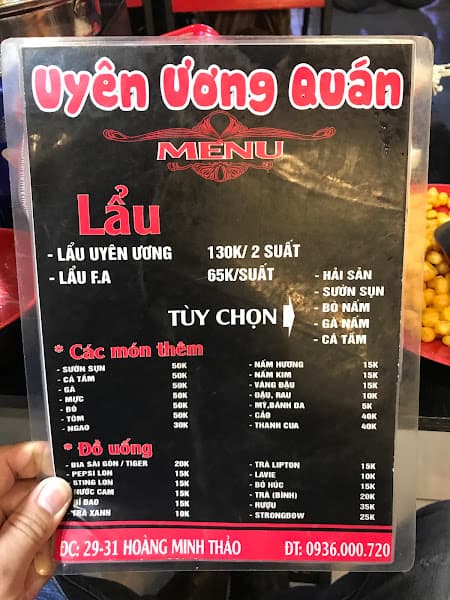 Uyên Ương Quán
MENU
Lẩu
- LẨU UYÊN ƯƠNG 130K/ 2 SUẤT
- LẨU F.A 65K/SUẤT
TÙY CHỌN
- HẢI SẢN
- SƯỜN SỤN
- BÒ NẤM
- GÀ NẤM
- CÁ TẦM
* Các món thêm
- SƯỜN SỤN 50K
- CÁ TẦM 50K
- GÀ 50K
- MỰC 50K
- BÒ 50K
- TÔM 50K
- NGAO 30K
- NẤM HƯƠNG 15K
- NẤM KIM 15K
- VÁNG ĐẬU 15K
- ĐẬU, RAU 10K
- MỲ, BÁNH ĐA 5K
- CẢO 40K
- THANH CUA 40K
* Đồ uống
- BIA SÀI GÒN / TIGER 20K
- PEPSI LON 15K
- STING LON 15K
NƯỚC CAM 15K
BÍ ĐAO 15K
TRÀ XANH 10K
- TRÀ LIPTON 15K
- LAVIE 10K
- BÒ HÚC 15K
- TRÀ (BÌNH) 20K
- RƯỢU 35K
- STRONGBOW 25K
ĐC: 29-31 HOÀNG MINH THẢO ĐT: 0936.000.720